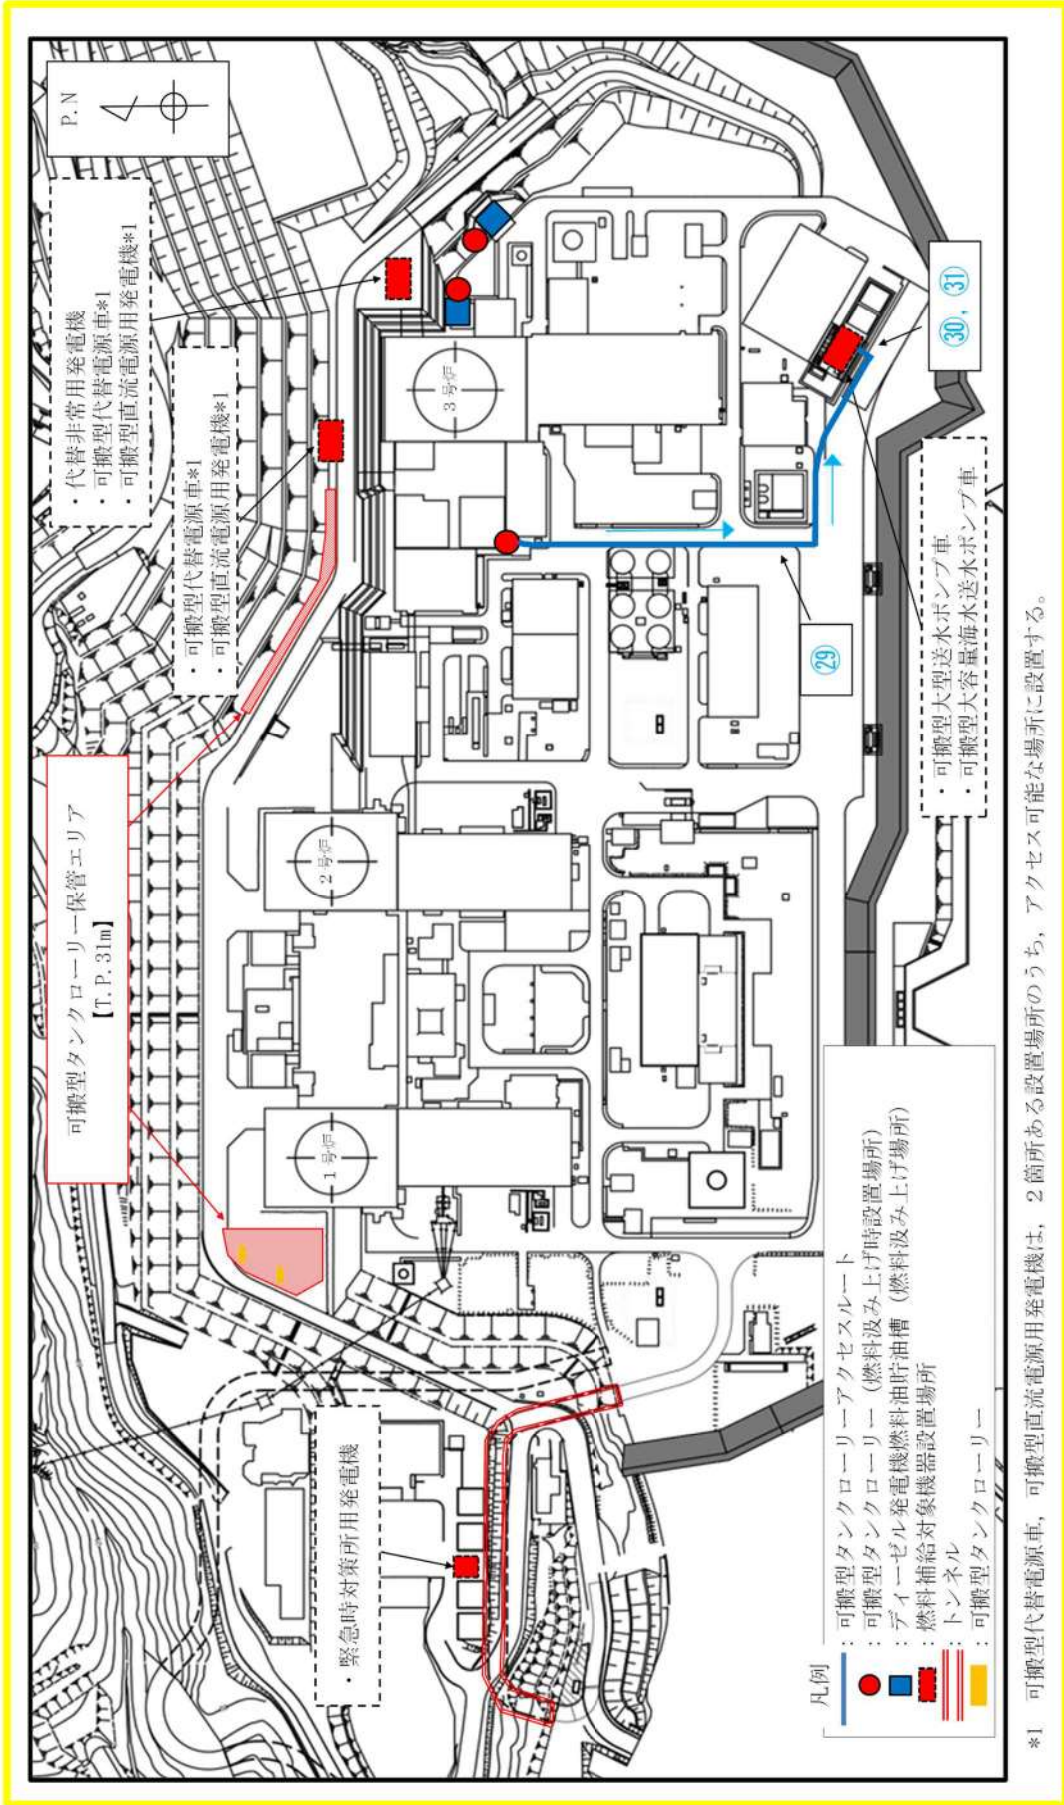 P.N
・代替非常用発電機
・可搬型代替電源車*1
・可搬型直流電源用発電機*1
・可搬型代替電源車*1
・可搬型直流電源用発電機*1
可搬型タンクローリー保管エリア
【T.P.31m】
・緊急時対策所用発電機
1号炉
2号炉
3号炉
㉙
㉚, ㉛
・可搬型大型送水ポンプ車
・可搬型大容量海水送水ポンプ車
凡例
：可搬型タンクローリーアクセスルート
：可搬型タンクローリー（燃料汲み上げ時設置場所）
：ディーゼル発電機燃料油貯油槽（燃料汲み上げ場所）
：燃料補給対象機器設置場所
：トンネル
：可搬型タンクローリー
*1　可搬型代替電源車，可搬型直流電源用発電機は，2箇所ある設置場所のうち，アクセス可能な場所に設置する。